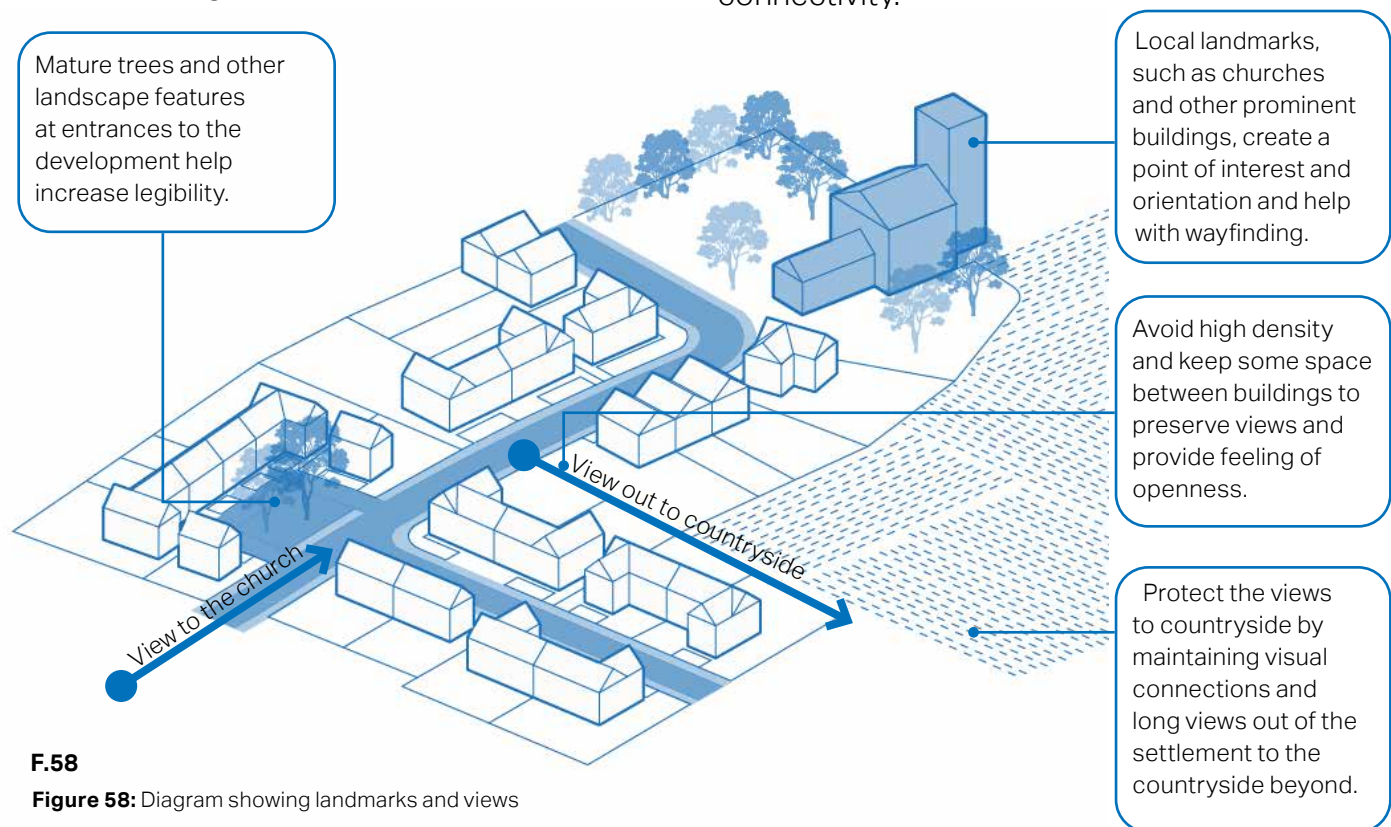 connectivity.
Mature trees and other
landscape features
at entrances to the
development help
increase legibility.
Local landmarks,
such as churches
and other prominent
buildings, create a
point of interest and
orientation and help
with wayfinding.
Avoid high density
and keep some space
between buildings to
preserve views and
provide feeling of
openness.
View out to countryside
View to the church
Protect the views
to countryside by
maintaining visual
connections and
long views out of the
settlement to the
countryside beyond.
F.58
Figure 58: Diagram showing landmarks and views